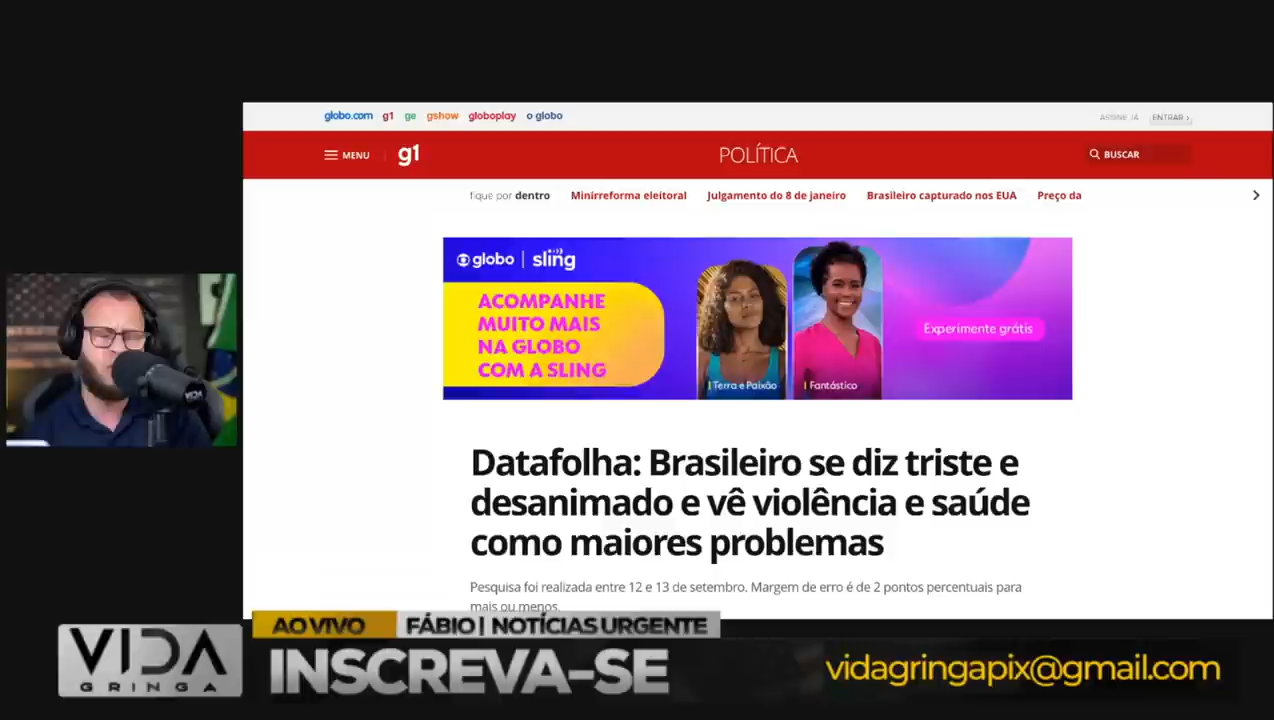 globo.com g1 ge gshow globoplay o globo ASSINE JÁ ENTRAR ›
MENU g1 POLÍTICA BUSCAR
fique por dentro Minirreforma eleitoral Julgamento do 8 de janeiro Brasileiro capturado nos EUA Preço da
globo | sling
ACOMPANHE
MUITO MAIS
NA GLOBO
COM A SLING
Experimente grátis
Terra e Paixão Fantástico
VIDA
Datafolha: Brasileiro se diz triste e
desanimado e vê violência e saúde
como maiores problemas
Pesquisa foi realizada entre 12 e 13 de setembro. Margem de erro é de 2 pontos percentuais para
mais ou menos.
AO VIVO FÁBIO | NOTÍCIAS URGENTE
VIDA
GRINGA
INSCREVA-SE
vidagringapix@gmail.com